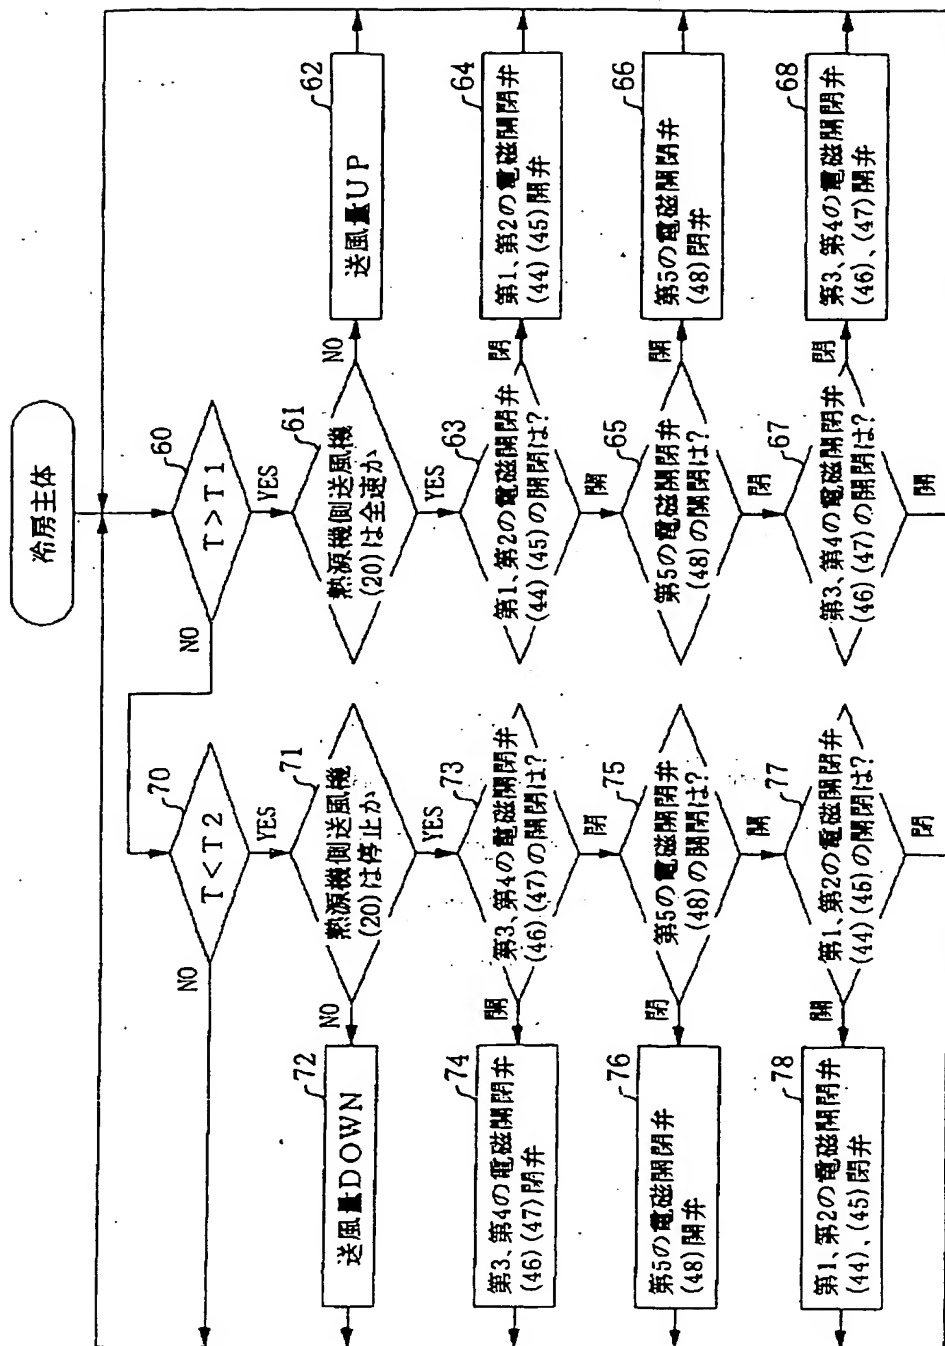 冷房主体
60
T>T1
NO
YES
61
熱源機側送風機
(20)は全速か
NO
YES
62
送風量UP
63
第1、第2の電磁開閉弁
(44)(45)の開閉は?
閉
開
64
第1、第2の電磁開閉弁
(44)(45)開弁
65
第5の電磁開閉弁
(48)の開閉は?
開
閉
66
第5の電磁開閉弁
(48)閉弁
67
第3、第4の電磁開閉弁
(46)(47)の開閉は?
閉
開
68
第3、第4の電磁開閉弁
(46)、(47)開弁
70
T<T2
NO
YES
71
熱源機側送風機
(20)は停止か
NO
YES
72
送風量DOWN
73
第3、第4の電磁開閉弁
(46)(47)の開閉は?
開
閉
74
第3、第4の電磁開閉弁
(46)(47)閉弁
75
第5の電磁開閉弁
(48)の開閉は?
閉
開
76
第5の電磁開閉弁
(48)開弁
77
第1、第2の電磁開閉弁
(44)(45)の開閉は?
開
閉
78
第1、第2の電磁開閉弁
(44)、(45)閉弁